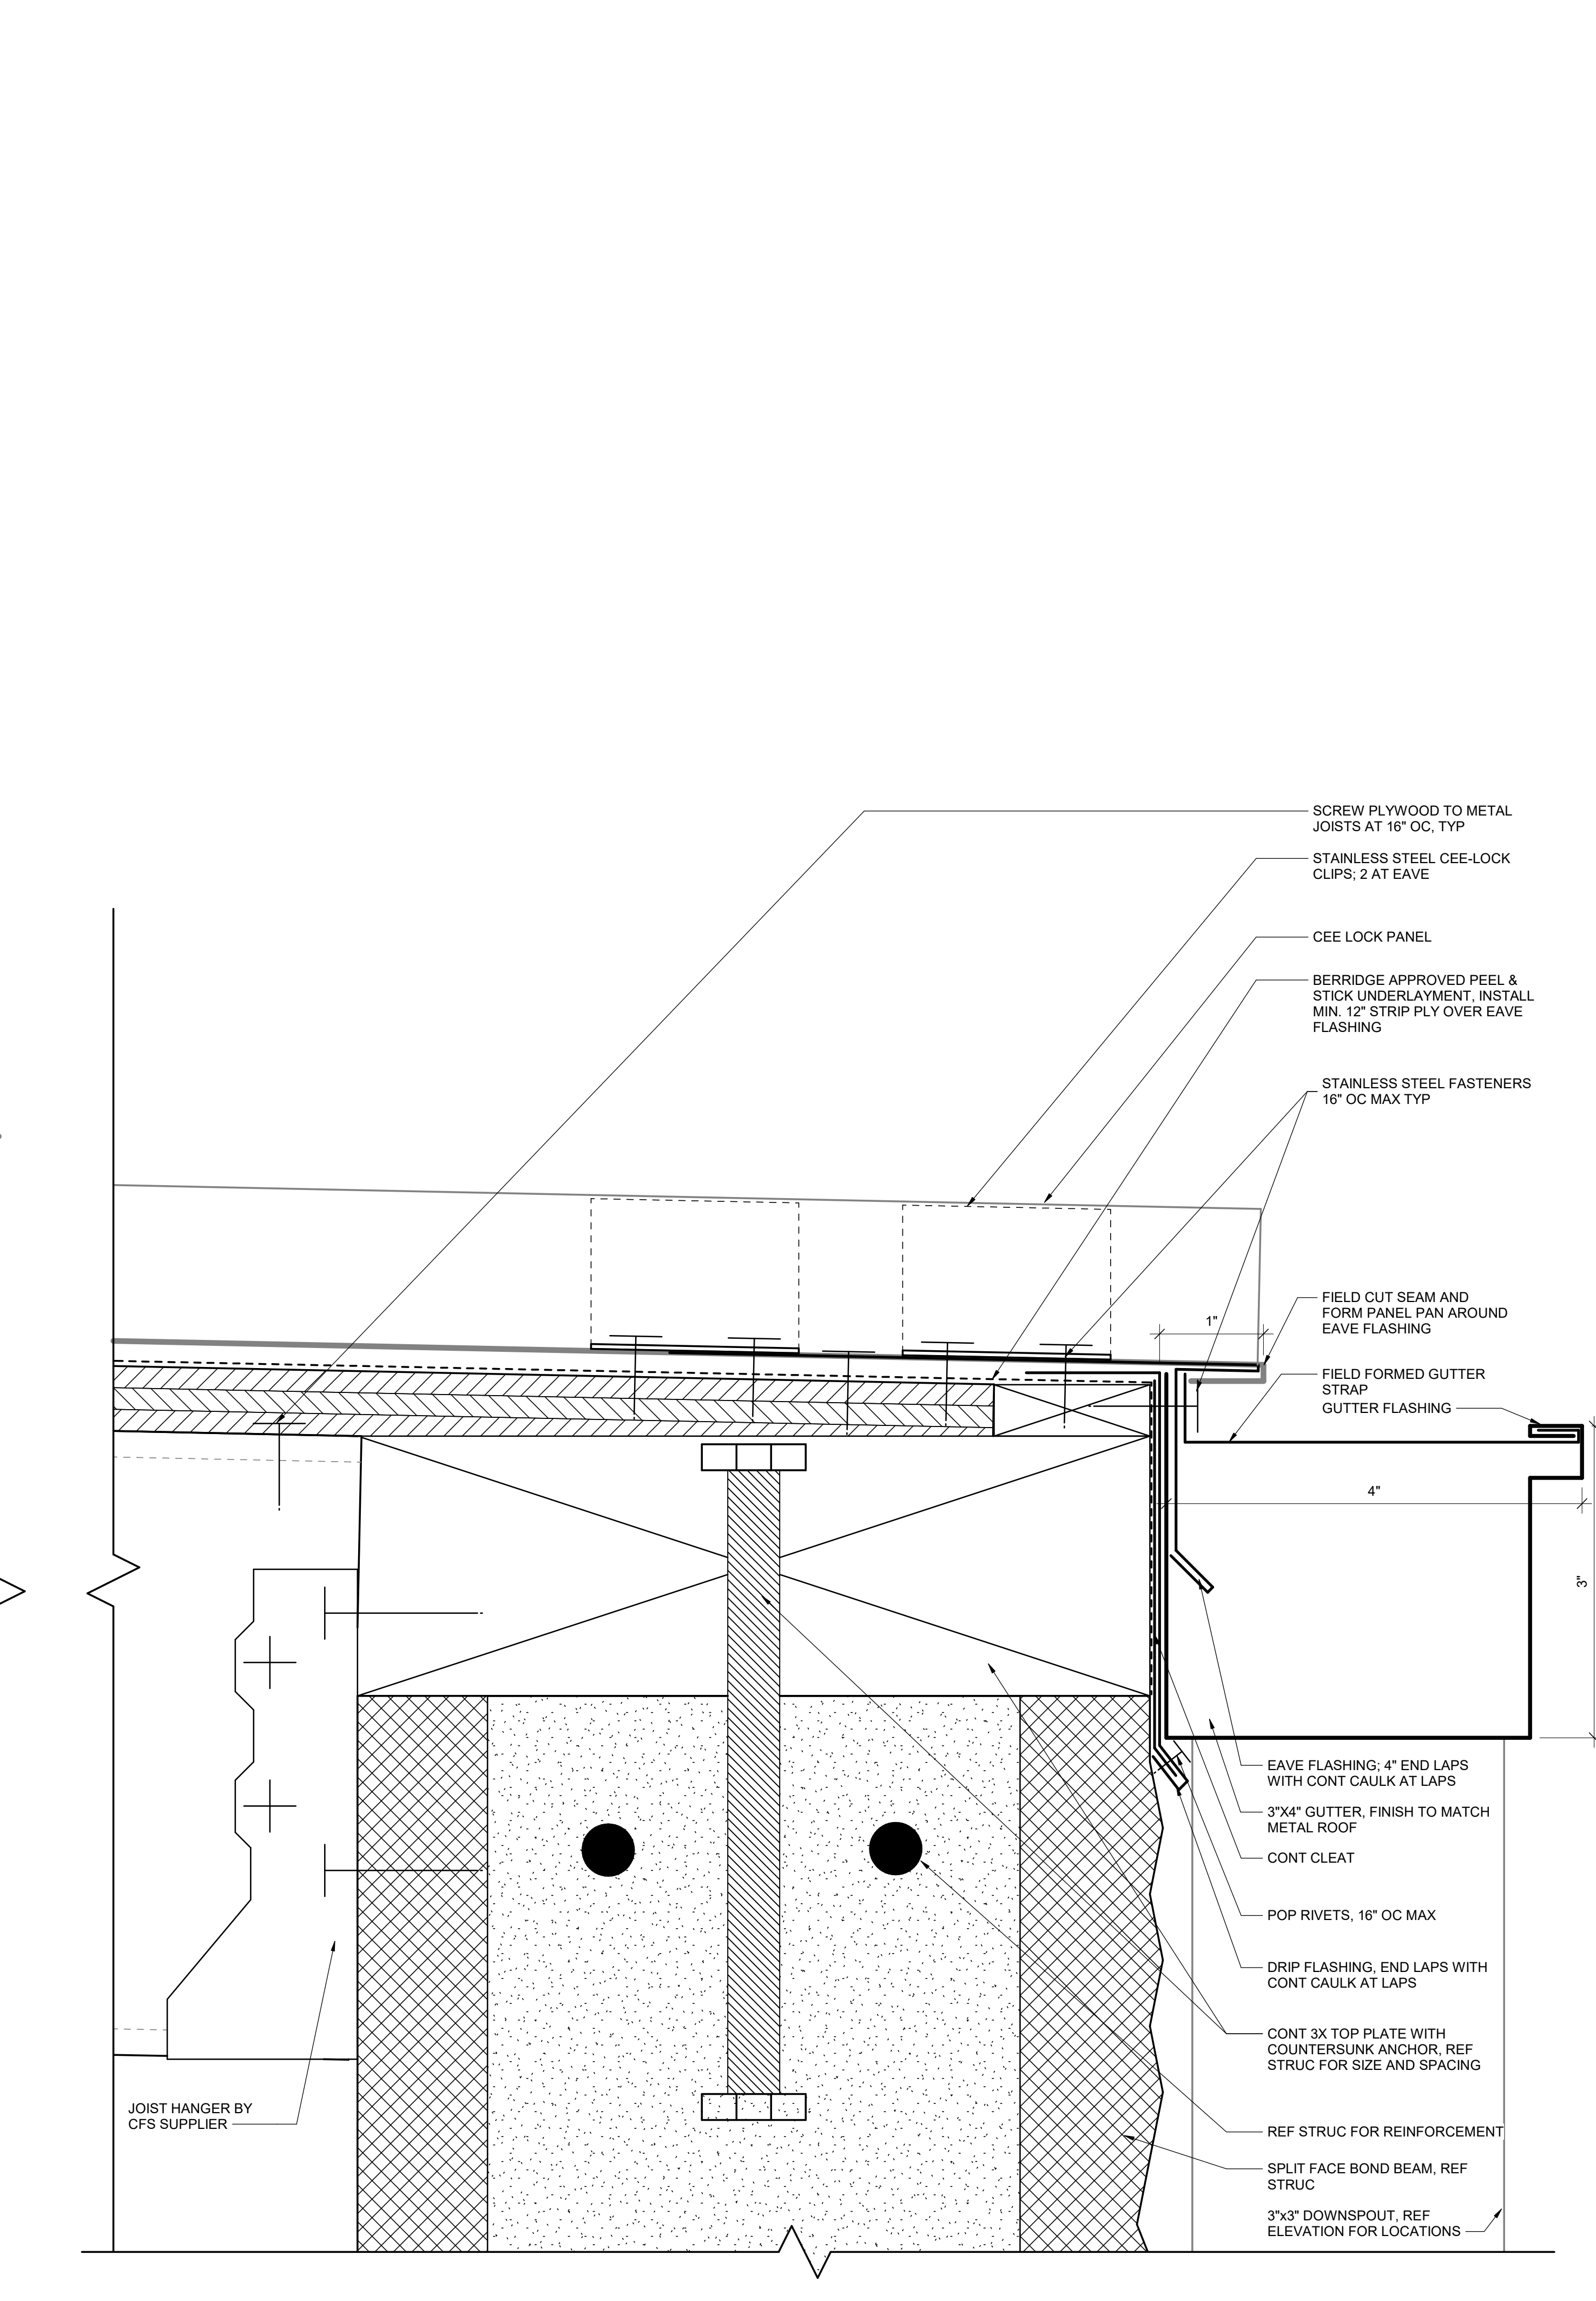 SCREW PLYWOOD TO METAL
JOISTS AT 16" OC, TYP
STAINLESS STEEL CEE-LOCK
CLIPS; 2 AT EAVE
CEE LOCK PANEL
BERRIDGE APPROVED PEEL &
STICK UNDERLAYMENT, INSTALL
MIN. 12" STRIP PLY OVER EAVE
FLASHING
STAINLESS STEEL FASTENERS
16" OC MAX TYP
1"
FIELD CUT SEAM AND
FORM PANEL PAN AROUND
EAVE FLASHING
FIELD FORMED GUTTER
STRAP
GUTTER FLASHING
4"
3"
EAVE FLASHING; 4" END LAPS
WITH CONT CAULK AT LAPS
3"X4" GUTTER, FINISH TO MATCH
METAL ROOF
CONT CLEAT
POP RIVETS, 16" OC MAX
DRIP FLASHING, END LAPS WITH
CONT CAULK AT LAPS
CONT 3X TOP PLATE WITH
COUNTERSUNK ANCHOR, REF
STRUC FOR SIZE AND SPACING
JOIST HANGER BY
CFS SUPPLIER
REF STRUC FOR REINFORCEMENT
SPLIT FACE BOND BEAM, REF
STRUC
3"x3" DOWNSPOUT, REF
ELEVATION FOR LOCATIONS